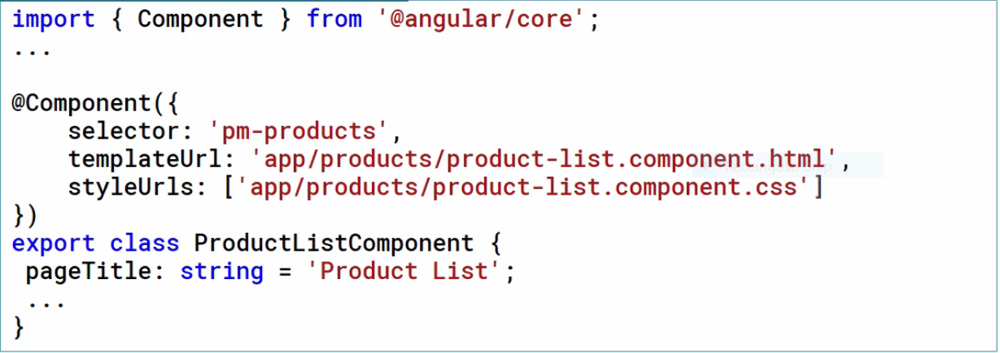 import { Component } from '@angular/core';
...
@Component({
    selector: 'pm-products',
    templateUrl: 'app/products/product-list.component.html',
    styleUrls: ['app/products/product-list.component.css']
})
export class ProductListComponent {
 pageTitle: string = 'Product List';
 ...
}